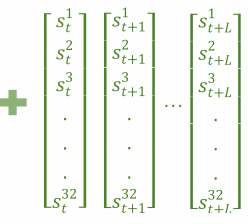 + [s_t^1 s_t^2 s_t^3 . . . s_t^{32}] [s_{t+1}^1 s_{t+1}^2 s_{t+1}^3 . . . s_{t+1}^{32}] ... [s_{t+L}^1 s_{t+L}^2 s_{t+L}^3 . . . s_{t+L}^{32}]